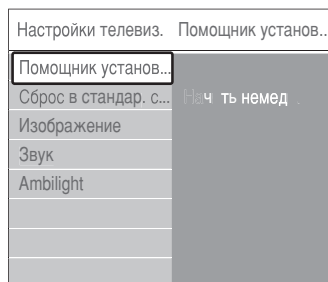 Настройки телевиз. Помощник установ..
Помощник установ...
Сброс в стандар. с...
Изображение
Звук
Ambilight